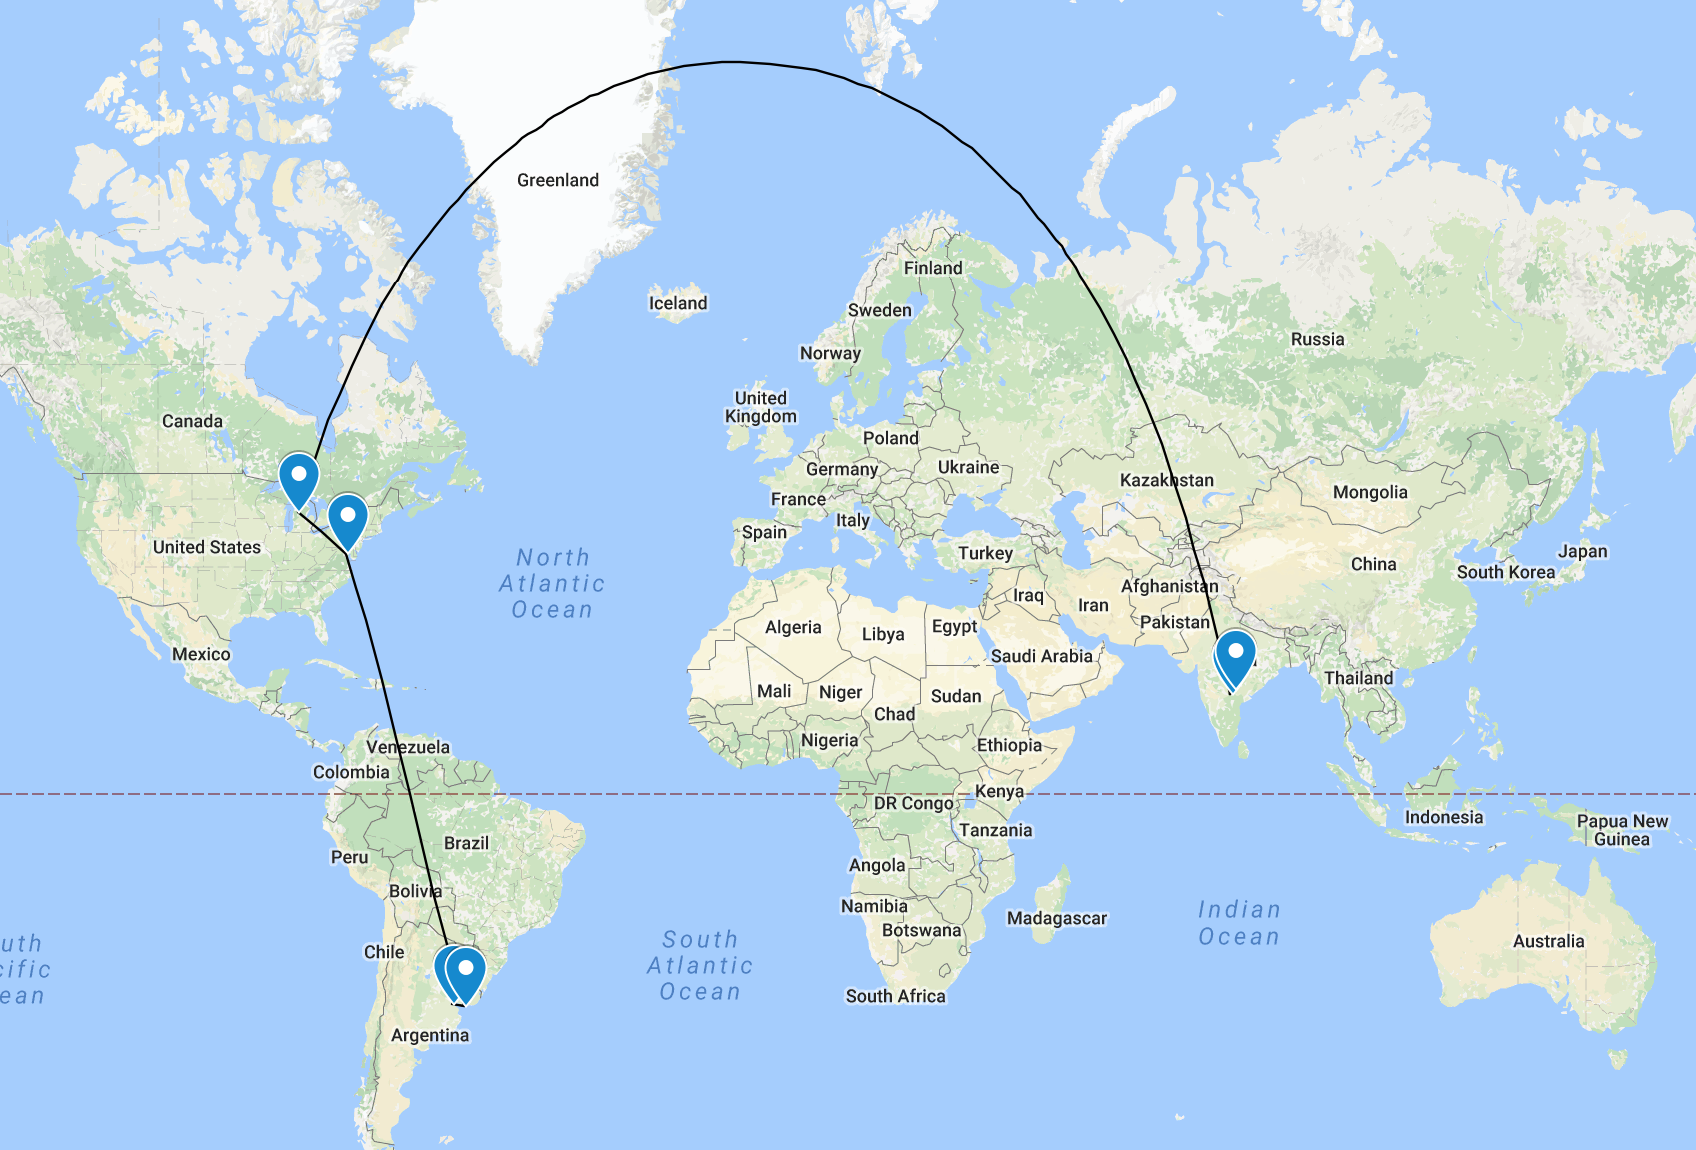 Greenland
Finland
Iceland
Sweden
Russia
Norway
United
Kingdom
Canada
Poland
Germany
Ukraine
Kazakhstan
Mongolia
France
Italy
Spain
United States
Turkey
Japan
South Korea
China
North
Atlantic
Ocean
Afghanistan
Iraq
Iran
Pakistan
Algeria
Libya
Egypt
Mexico
Saudi Arabia
Thailand
Mali
Niger
Sudan
Chad
Nigeria
Ethiopia
Venezuela
Colombia
Kenya
DR Congo
Indonesia
Papua New
Guinea
Tanzania
Brazil
Peru
Angola
Bolivia
Namibia
Madagascar
Botswana
Indian
Ocean
uth
cific
ean
South
Atlantic
Ocean
Chile
Australia
South Africa
Argentina